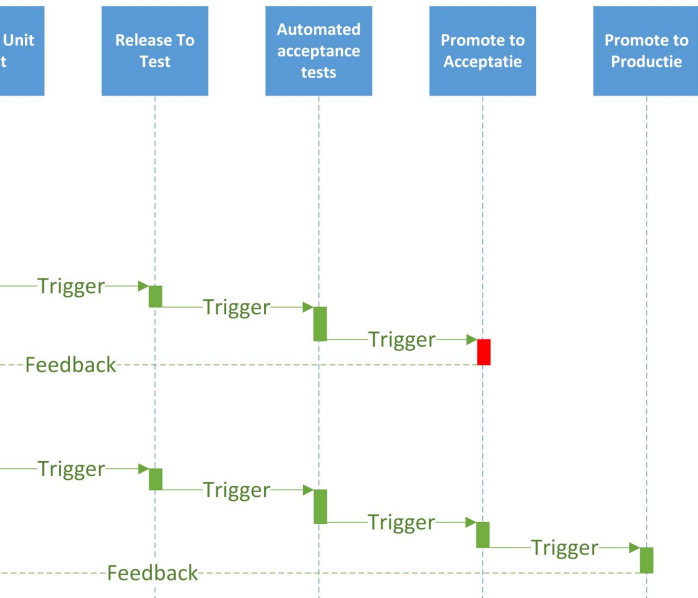 Unit
t
Release To
Test
Automated
acceptance
tests
Promote to
Acceptatie
Promote to
Productie
Trigger
Trigger
Trigger
Feedback
Trigger
Trigger
Trigger
Trigger
Feedback